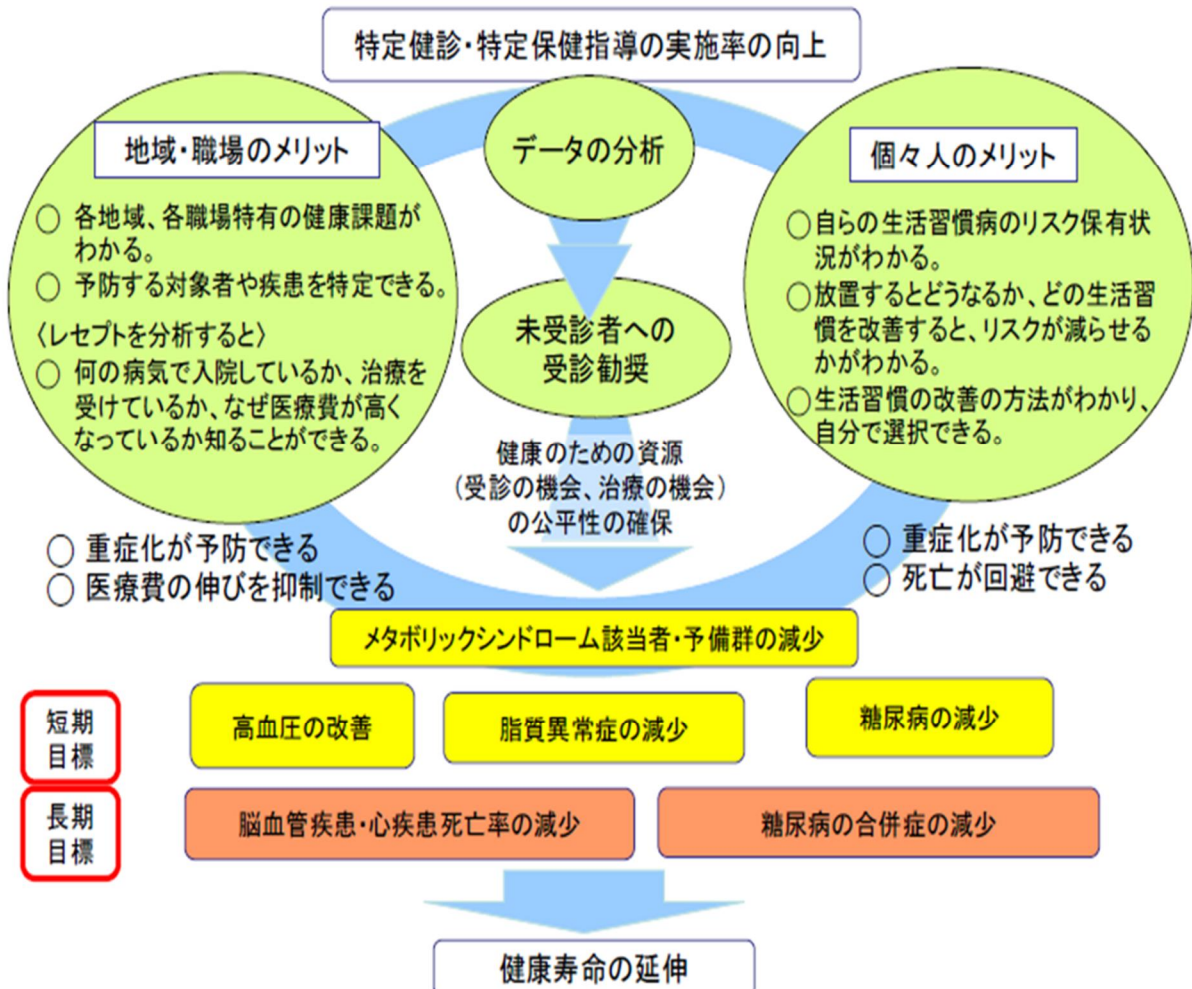 特定健診・特定保健指導の実施率の向上
地域・職場のメリット
○ 各地域、各職場特有の健康課題が
わかる。
○ 予防する対象者や疾患を特定できる。
〈レセプトを分析すると〉
○ 何の病気で入院しているか、治療を
受けているか、なぜ医療費が高く
なっているか知ることができる。
データの分析
未受診者への
受診勧奨
健康のための資源
(受診の機会、治療の機会)
の公平性の確保
個々人のメリット
○自らの生活習慣病のリスク保有状
況がわかる。
○放置するとどうなるか、どの生活習
慣を改善すると、リスクが減らせる
かがわかる。
○生活習慣の改善の方法がわかり、
自分で選択できる。
○ 重症化が予防できる
○ 医療費の伸びを抑制できる
○ 重症化が予防できる
○ 死亡が回避できる
メタボリックシンドローム該当者・予備群の減少
短期
目標
高血圧の改善
脂質異常症の減少
糖尿病の減少
長期
目標
脳血管疾患・心疾患死亡率の減少
糖尿病の合併症の減少
健康寿命の延伸